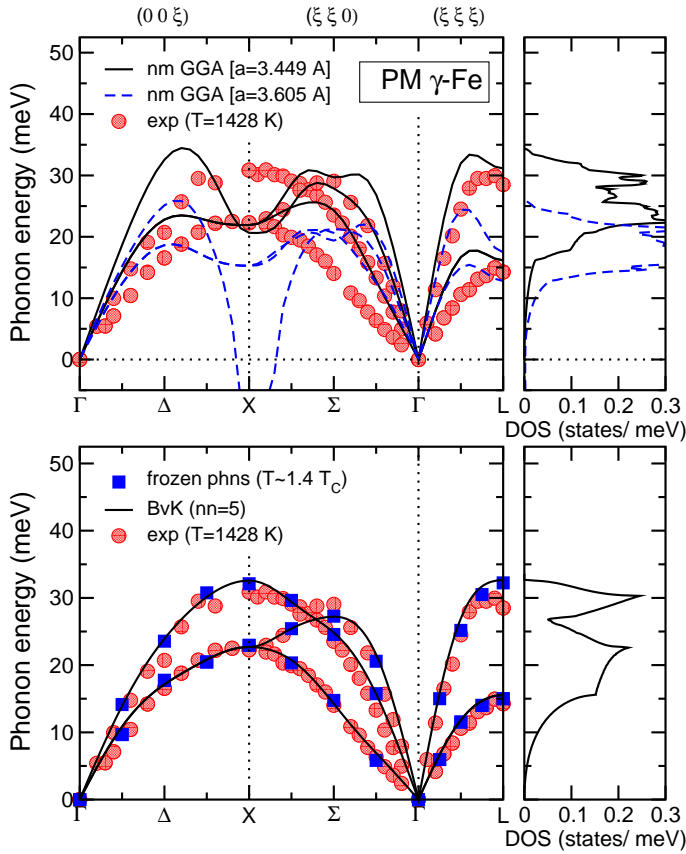 (0 0 ξ) (ξ ξ 0) (ξ ξ ξ)
50
40
30
20
10
0
Phonon energy (meV)
nm GGA [a=3.449 A]
nm GGA [a=3.605 A]
exp (T=1428 K)
PM γ-Fe
Γ Δ X Σ Γ L
0 0.1 0.2 0.3
DOS (states/ meV)
50
40
30
20
10
0
Phonon energy (meV)
frozen phns (T~1.4 T_C)
BvK (nn=5)
exp (T=1428 K)
Γ Δ X Σ Γ L
0 0.1 0.2 0.3
DOS (states/ meV)